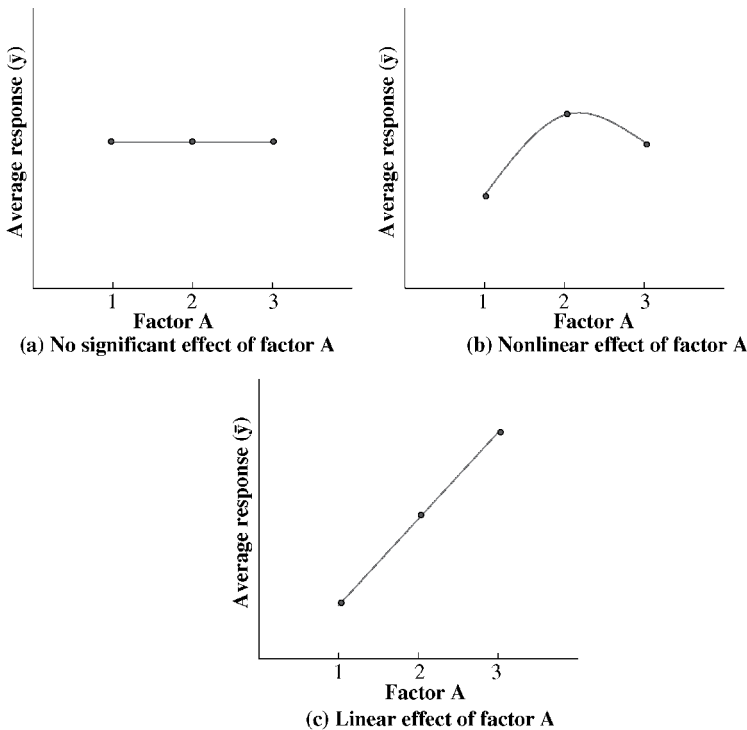 Average response (ȳ)
1 2 3
Factor A
(a) No significant effect of factor A
Average response (ȳ)
1 2 3
Factor A
(b) Nonlinear effect of factor A
Average response (ȳ)
1 2 3
Factor A
(c) Linear effect of factor A